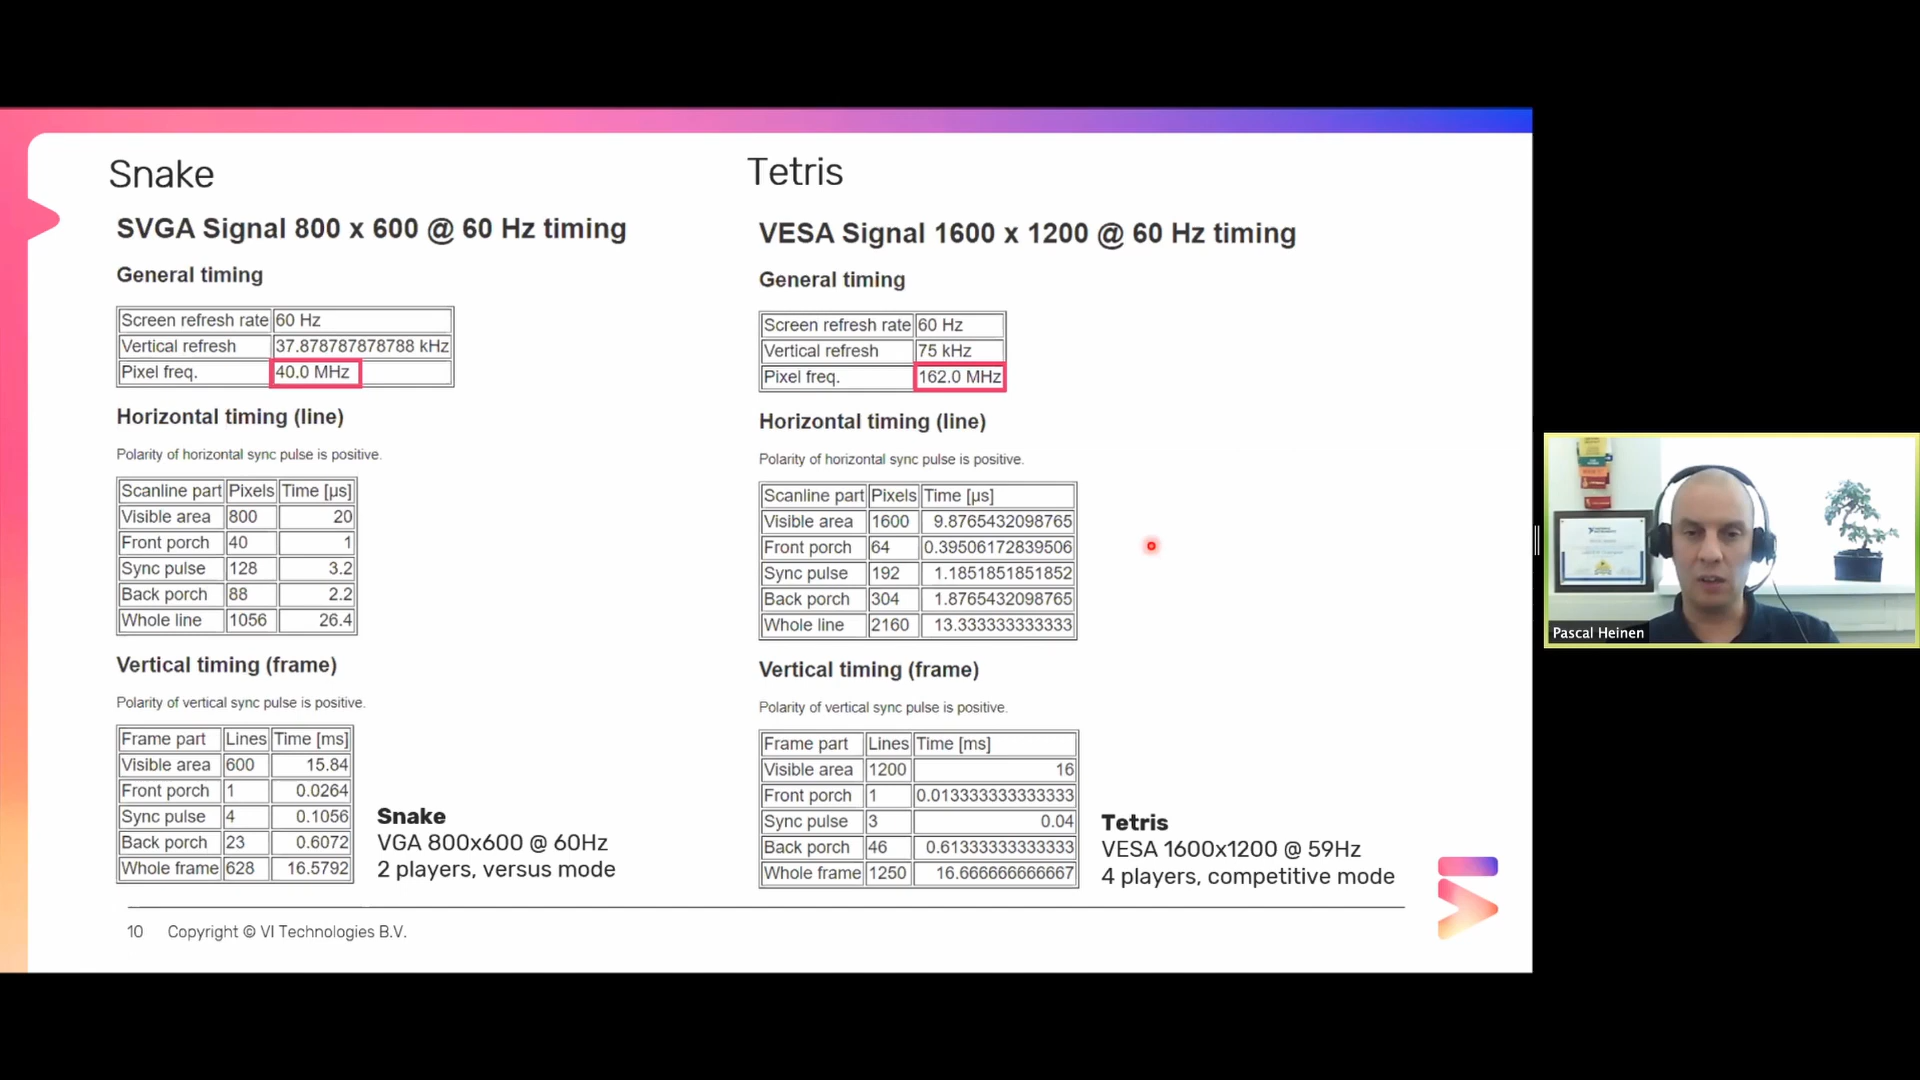 Snake
SVGA Signal 800 x 600 @ 60 Hz timing
General timing
Screen refresh rate 60 Hz
Vertical refresh 37.878787878788 kHz
Pixel freq. 40.0 MHz
Horizontal timing (line)
Polarity of horizontal sync pulse is positive.
Scanline part Pixels Time [µs]
Visible area 800 20
Front porch 40 1
Sync pulse 128 3.2
Back porch 88 2.2
Whole line 1056 26.4
Vertical timing (frame)
Polarity of vertical sync pulse is positive.
Frame part Lines Time [ms]
Visible area 600 15.84
Front porch 1 0.0264
Sync pulse 4 0.1056
Back porch 23 0.6072
Whole frame 628 16.5792
Snake
VGA 800x600 @ 60Hz
2 players, versus mode
Tetris
VESA Signal 1600 x 1200 @ 60 Hz timing
General timing
Screen refresh rate 60 Hz
Vertical refresh 75 kHz
Pixel freq. 162.0 MHz
Horizontal timing (line)
Polarity of horizontal sync pulse is positive.
Scanline part Pixels Time [µs]
Visible area 1600 9.8765432098765
Front porch 64 0.39506172839506
Sync pulse 192 1.1851851851852
Back porch 304 1.8765432098765
Whole line 2160 13.333333333333
Vertical timing (frame)
Polarity of vertical sync pulse is positive.
Frame part Lines Time [ms]
Visible area 1200 16
Front porch 1 0.013333333333333
Sync pulse 3 0.04
Back porch 46 0.61333333333333
Whole frame 1250 16.666666666667
Tetris
VESA 1600x1200 @ 59Hz
4 players, competitive mode
10 Copyright © VI Technologies B.V.
Pascal Heinen